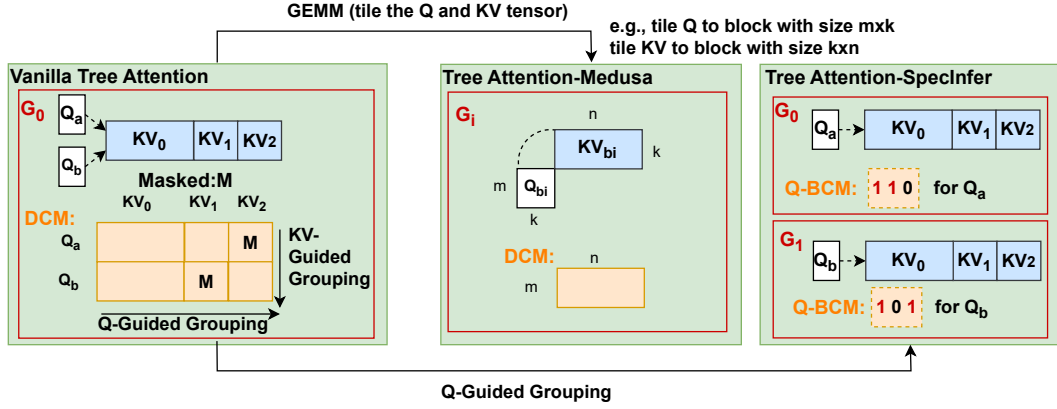 GEMM (tile the Q and KV tensor)
e.g., tile Q to block with size mxk
tile KV to block with size kxn
Vanilla Tree Attention
G0
Qa
Qb
KV0 KV1 KV2
Masked:M
KV0 KV1 KV2
DCM:
Qa M
Qb M
KV-
Guided
Grouping
Q-Guided Grouping
Tree Attention-Medusa
Gi
n
KVbi k
m Qbi
k
DCM: n
m
Tree Attention-SpecInfer
G0
Qa KV0 KV1 KV2
Q-BCM: 1 1 0 for Qa
G1
Qb KV0 KV1 KV2
Q-BCM: 1 0 1 for Qb
Q-Guided Grouping